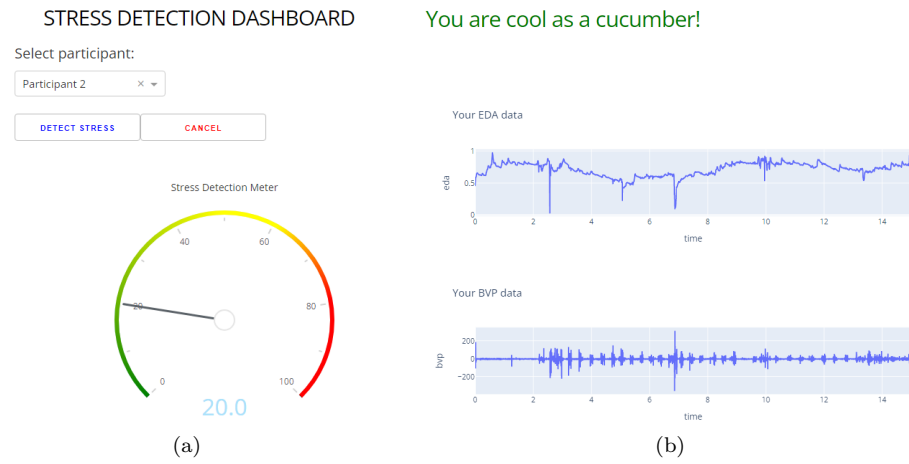 STRESS DETECTION DASHBOARD
You are cool as a cucumber!
Select participant:
Participant 2 ×
DETECT STRESS
CANCEL
Stress Detection Meter
0
20
40
60
80
100
20.0
(a)
Your EDA data
1
0.5
0
eda
0 2 4 6 8 10 12 14
time
Your BVP data
200
0
−200
bvp
0 2 4 6 8 10 12 14
time
(b)